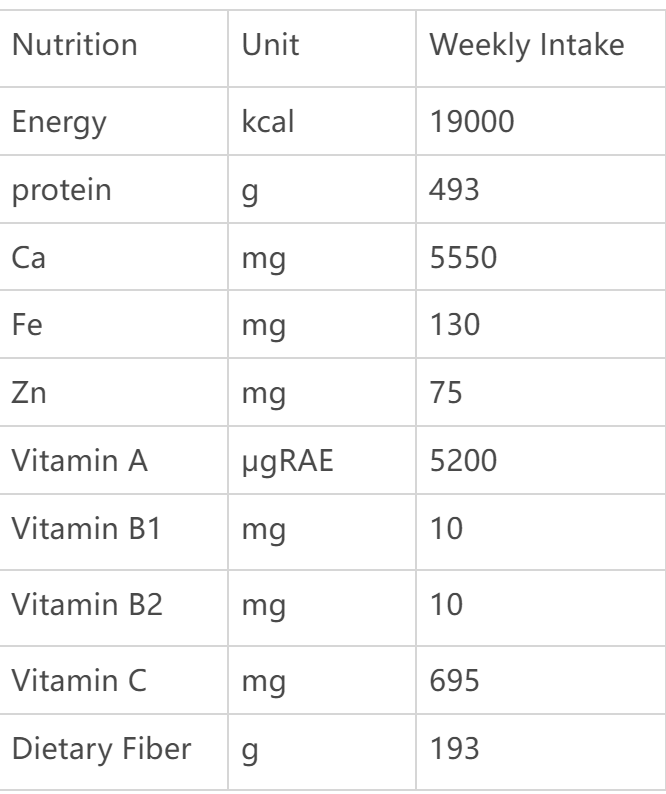 Nutrition Unit Weekly Intake
Energy kcal 19000
protein g 493
Ca mg 5550
Fe mg 130
Zn mg 75
Vitamin A µgRAE 5200
Vitamin B1 mg 10
Vitamin B2 mg 10
Vitamin C mg 695
Dietary Fiber g 193